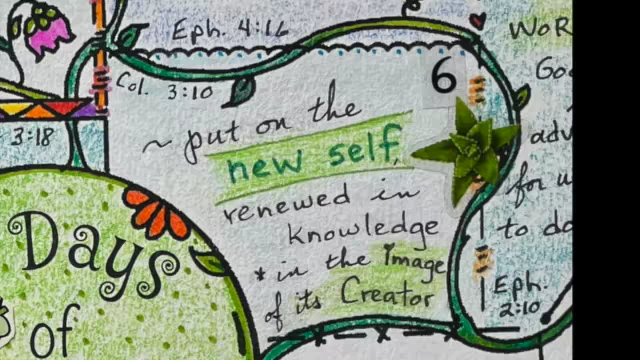 Eph. 4:16
Col. 3:10
6
~ put on the
new self,
renewed in
knowledge
* in the Image
of its Creator
3:18
Days
of
WOR
Go
adv
for u
to do
Eph.
2:10